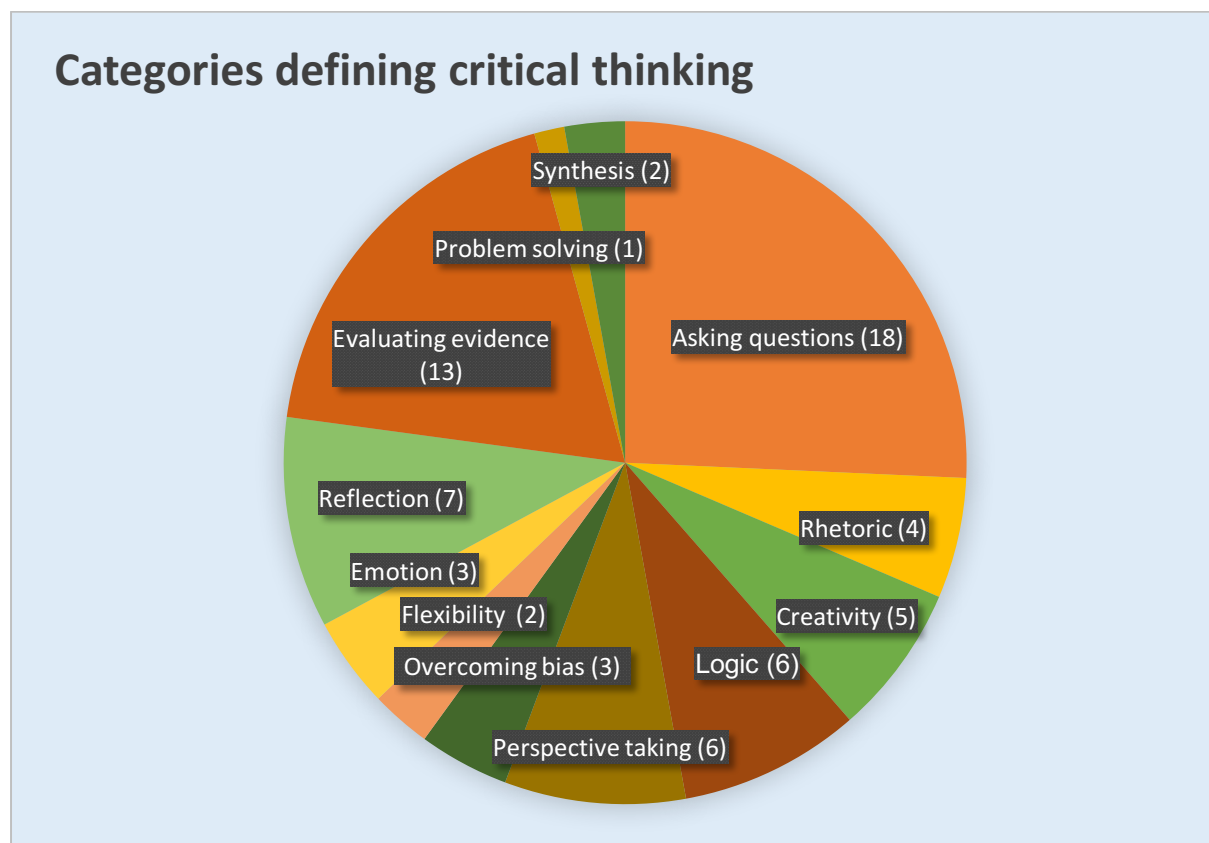 Categories defining critical thinking
Synthesis (2)
Problem solving (1)
Asking questions (18)
Evaluating evidence
(13)
Reflection (7)
Rhetoric (4)
Emotion (3)
Flexibility  (2)
Creativity (5)
Overcoming bias (3)
Logic (6)
Perspective taking (6)